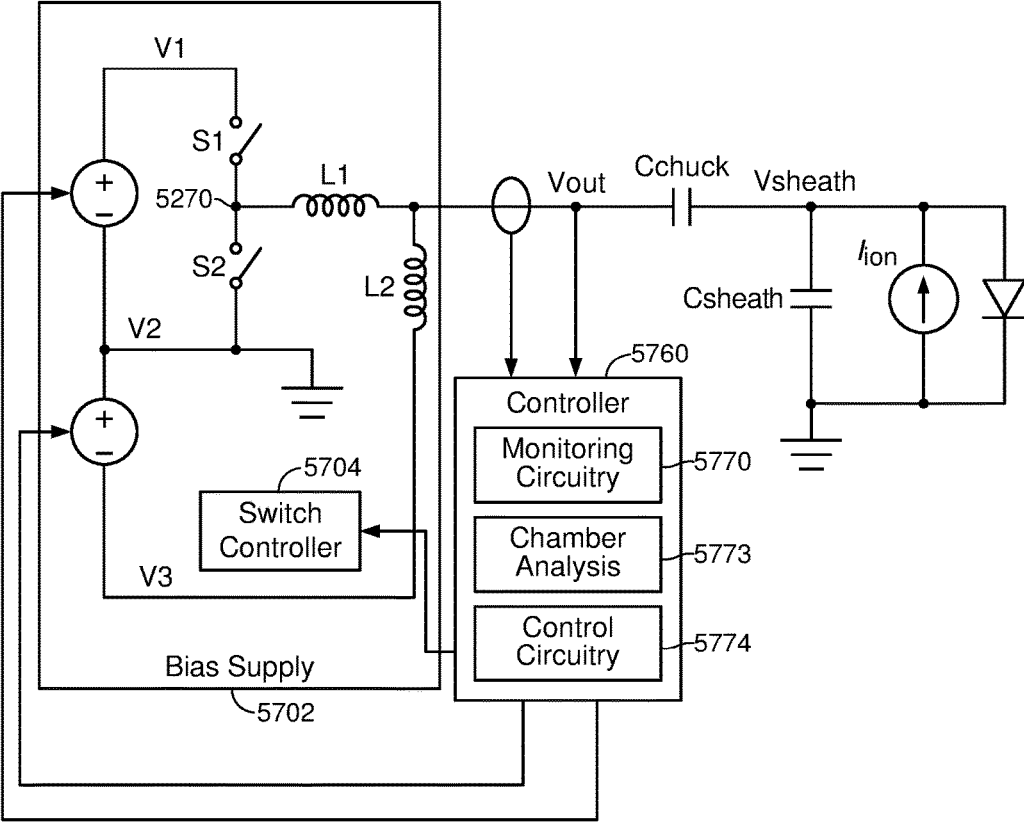 V1
S1
+
−
5270
L1
Vout
Cchuck
Vsheath
S2
L2
Csheath
Iion
V2
5760
+
−
Controller
Monitoring
Circuitry
5770
5704
Switch
Controller
Chamber
Analysis
5773
V3
Control
Circuitry
5774
Bias Supply
5702